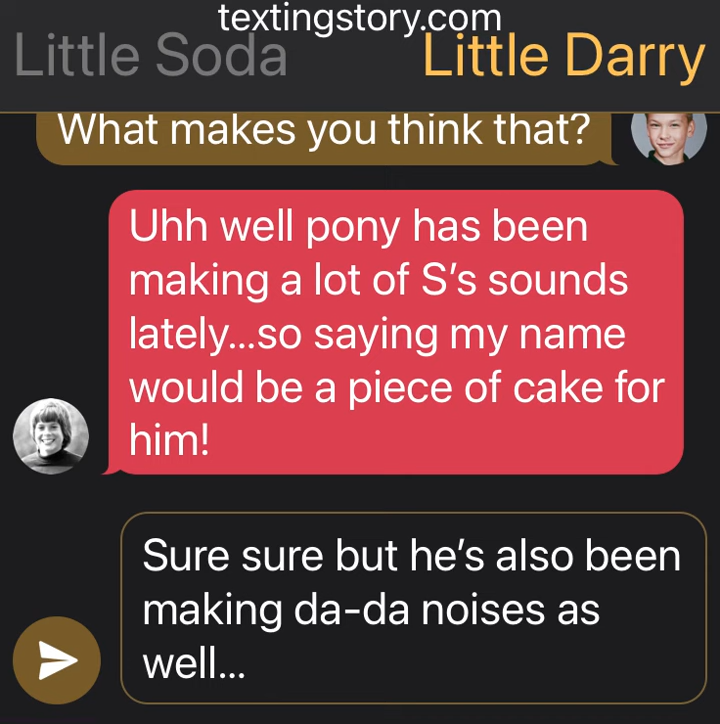 textingstory.com
Little Soda
Little Darry
What makes you think that?
Uhh well pony has been
making a lot of S's sounds
lately...so saying my name
would be a piece of cake for
him!
Sure sure but he's also been
making da-da noises as
well...